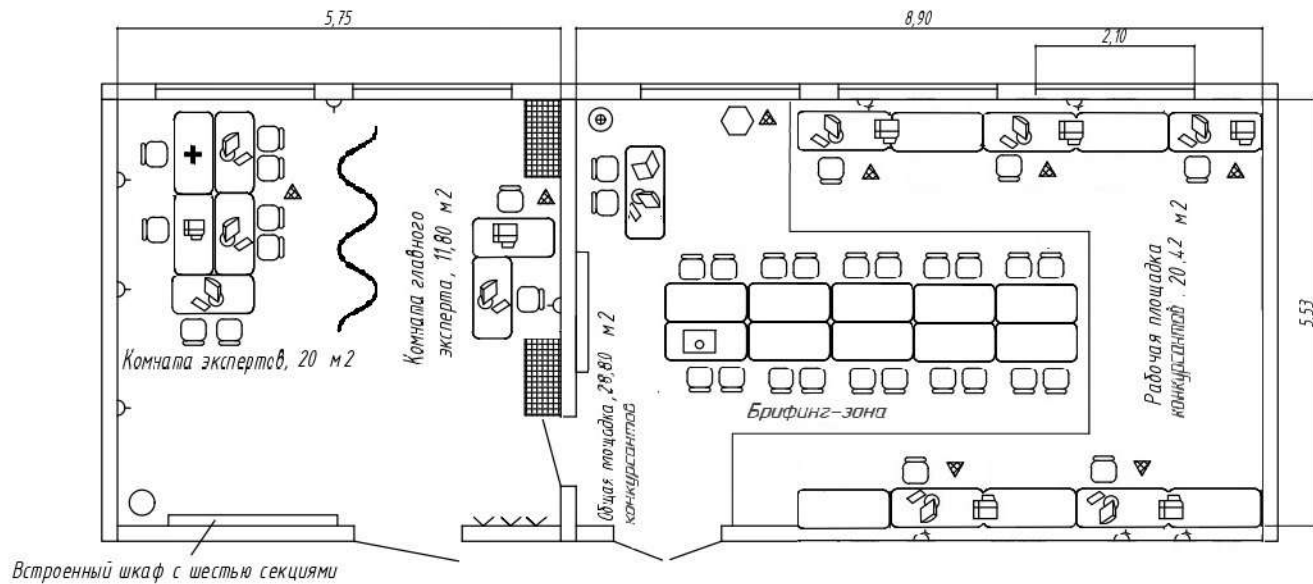 5,75
8,90
2,10
5,53
Комната экспертов, 20 м2
Комната главного
эксперта, 11,80 м2
Общая площадка ,28,80 м2
конкурсантов
Брифинг-зона
Рабочая площадка
конкурсантов . 20,42 м2
Встроенный шкаф с шестью секциями